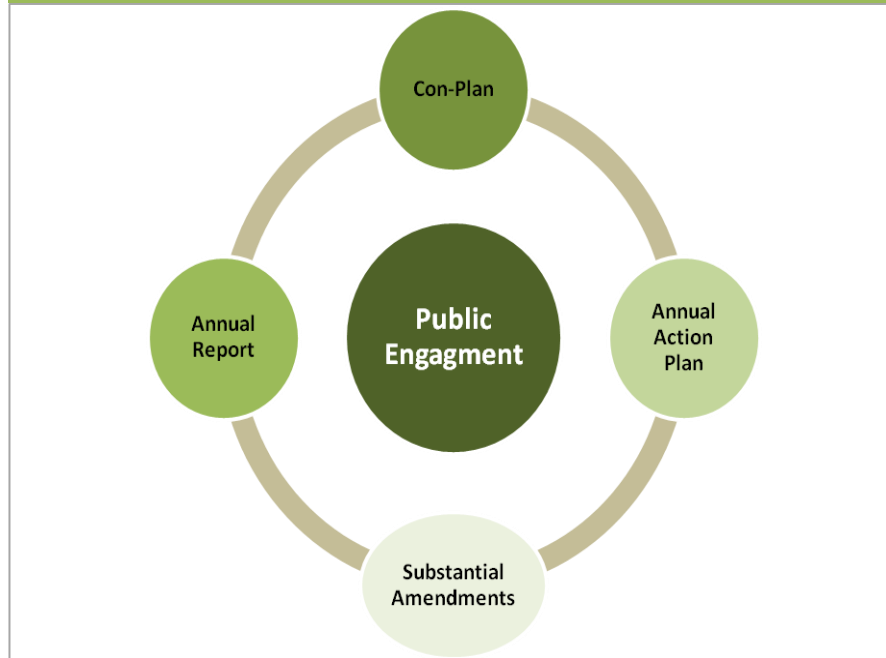 Con-Plan
Annual
Report
Public
Engagment
Annual
Action
Plan
Substantial
Amendments